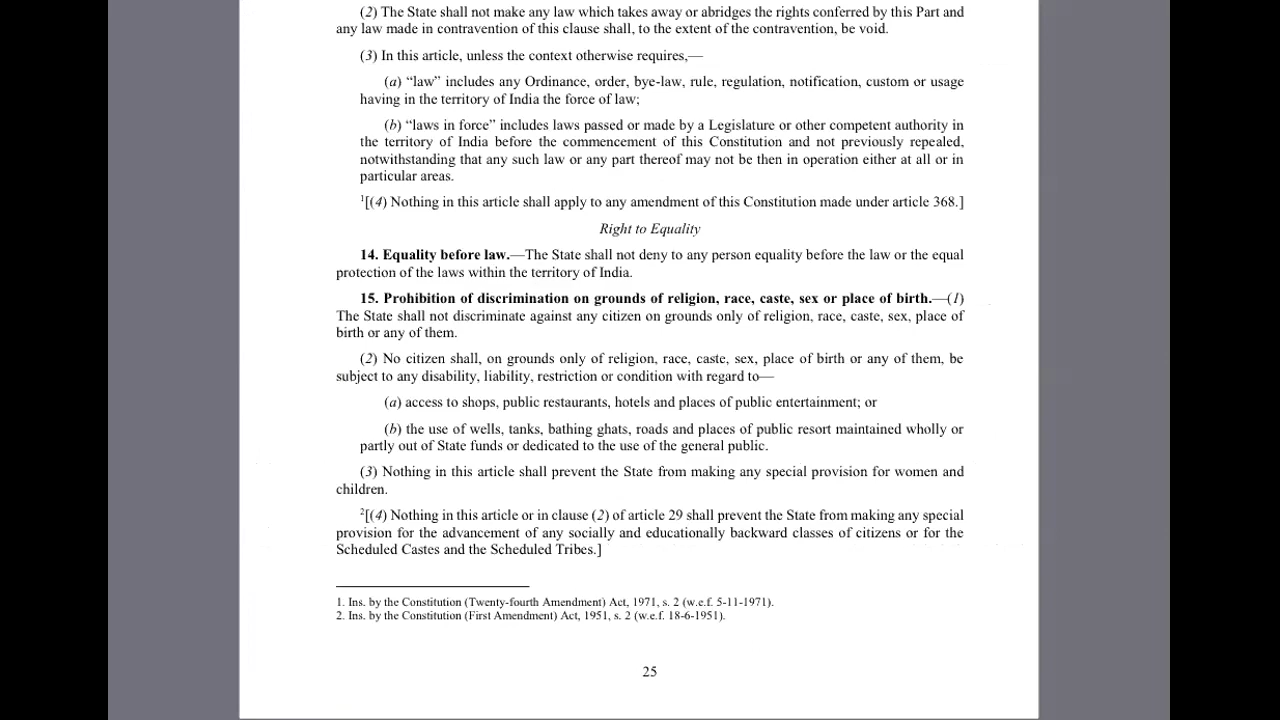 (2) The State shall not make any law which takes away or abridges the rights conferred by this Part and
any law made in contravention of this clause shall, to the extent of the contravention, be void.
(3) In this article, unless the context otherwise requires,—
(a) “law” includes any Ordinance, order, bye-law, rule, regulation, notification, custom or usage
having in the territory of India the force of law;
(b) “laws in force” includes laws passed or made by a Legislature or other competent authority in
the territory of India before the commencement of this Constitution and not previously repealed,
notwithstanding that any such law or any part thereof may not be then in operation either at all or in
particular areas.
1[(4) Nothing in this article shall apply to any amendment of this Constitution made under article 368.]
Right to Equality
14. Equality before law.—The State shall not deny to any person equality before the law or the equal
protection of the laws within the territory of India.
15. Prohibition of discrimination on grounds of religion, race, caste, sex or place of birth.—(1)
The State shall not discriminate against any citizen on grounds only of religion, race, caste, sex, place of
birth or any of them.
(2) No citizen shall, on grounds only of religion, race, caste, sex, place of birth or any of them, be
subject to any disability, liability, restriction or condition with regard to—
(a) access to shops, public restaurants, hotels and places of public entertainment; or
(b) the use of wells, tanks, bathing ghats, roads and places of public resort maintained wholly or
partly out of State funds or dedicated to the use of the general public.
(3) Nothing in this article shall prevent the State from making any special provision for women and
children.
2[(4) Nothing in this article or in clause (2) of article 29 shall prevent the State from making any special
provision for the advancement of any socially and educationally backward classes of citizens or for the
Scheduled Castes and the Scheduled Tribes.]
1. Ins. by the Constitution (Twenty-fourth Amendment) Act, 1971, s. 2 (w.e.f. 5-11-1971).
2. Ins. by the Constitution (First Amendment) Act, 1951, s. 2 (w.e.f. 18-6-1951).
25